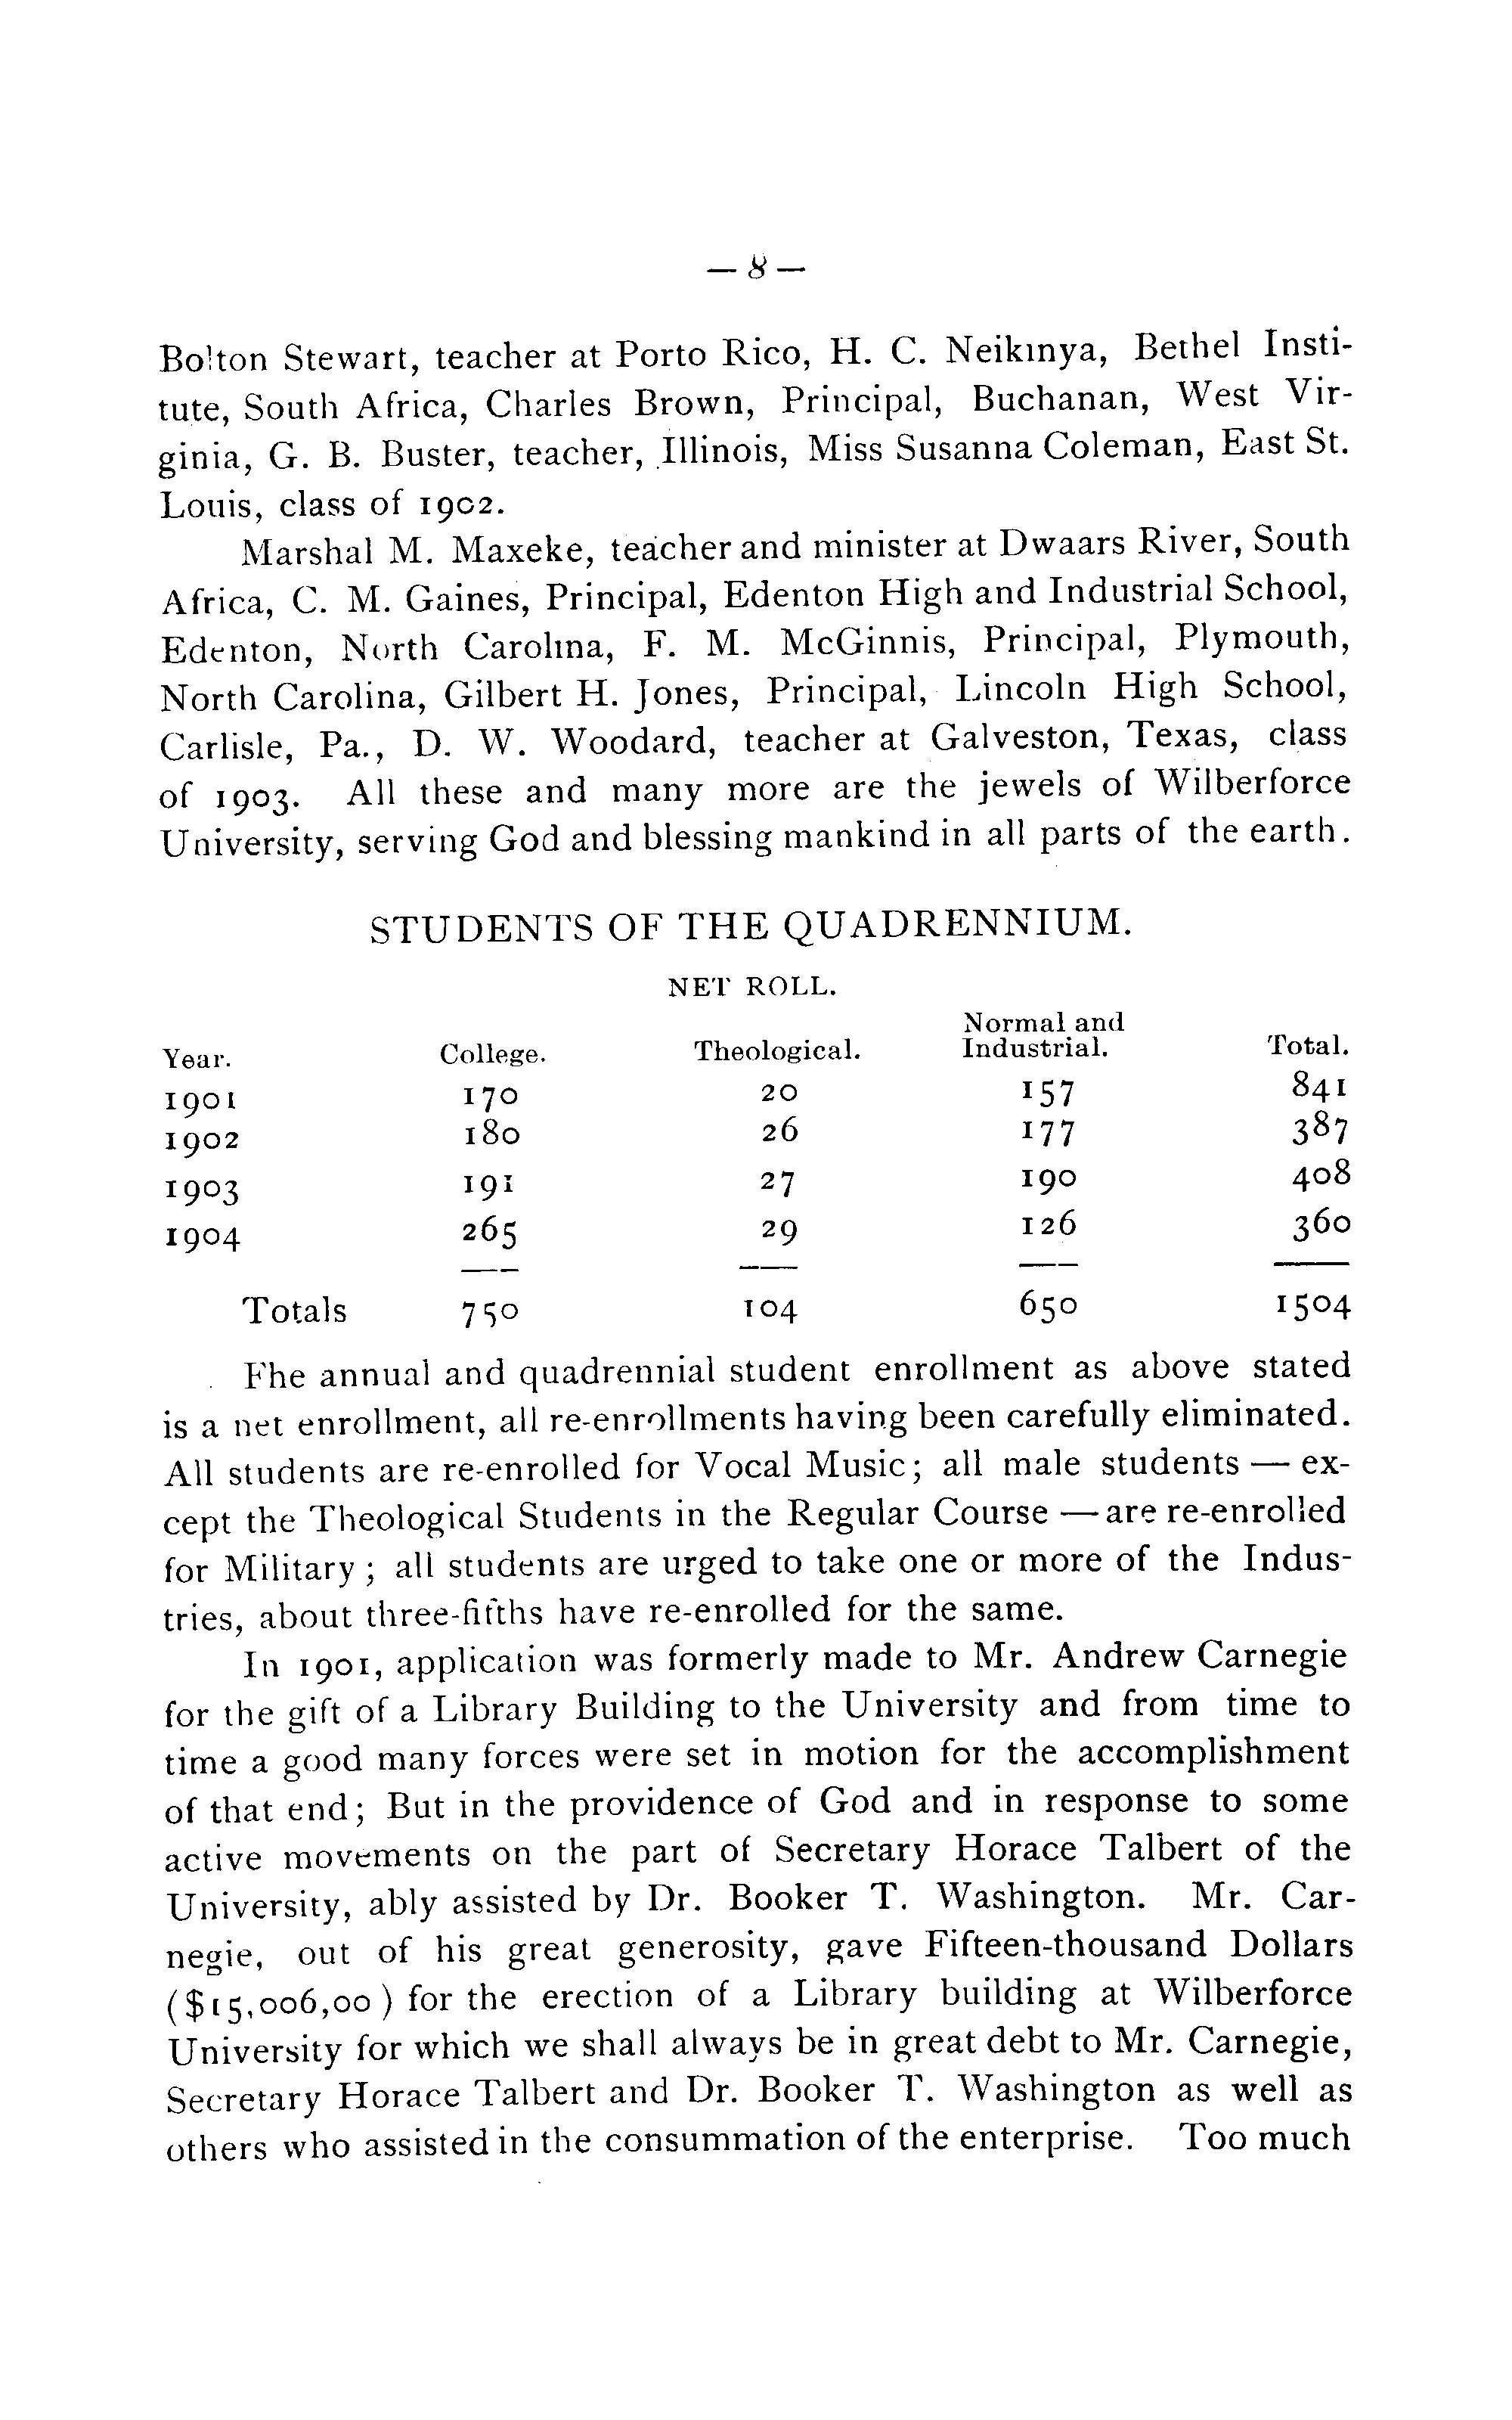 — 8 —
Bolton Stewart, teacher at Porto Rico, H. C. Neikinya, Bethel Insti-
tute, South Africa, Charles Brown, Principal, Buchanan, West Vir-
ginia, G. B. Buster, teacher, Illinois, Miss Susanna Coleman, East St.
Louis, class of 1902.
Marshal M. Maxeke, teacher and minister at Dwaars River, South
Africa, C. M. Gaines, Principal, Edenton High and Industrial School,
Edenton, North Carolina, F. M. McGinnis, Principal, Plymouth,
North Carolina, Gilbert H. Jones, Principal, Lincoln High School,
Carlisle, Pa., D. W. Woodard, teacher at Galveston, Texas, class
of 1903. All these and many more are the jewels of Wilberforce
University, serving God and blessing mankind in all parts of the earth.
STUDENTS OF THE QUADRENNIUM.
NET ROLL.
Year. College. Theological. Normal and Industrial. Total.
1901 170 20 157 841
1902 180 26 177 387
1903 191 27 190 408
1904 265 29 126 360
Totals 750 104 650 1504
Fhe annual and quadrennial student enrollment as above stated
is a net enrollment, all re-enrollments having been carefully eliminated.
All students are re-enrolled for Vocal Music; all male students — ex-
cept the Theological Students in the Regular Course — are re-enrolled
for Military ; all students are urged to take one or more of the Indus-
tries, about three-fifths have re-enrolled for the same.
In 1901, application was formerly made to Mr. Andrew Carnegie
for the gift of a Library Building to the University and from time to
time a good many forces were set in motion for the accomplishment
of that end; But in the providence of God and in response to some
active movements on the part of Secretary Horace Talbert of the
University, ably assisted by Dr. Booker T. Washington. Mr. Car-
negie, out of his great generosity, gave Fifteen-thousand Dollars
($15,006,00) for the erection of a Library building at Wilberforce
University for which we shall always be in great debt to Mr. Carnegie,
Secretary Horace Talbert and Dr. Booker T. Washington as well as
others who assisted in the consummation of the enterprise. Too much